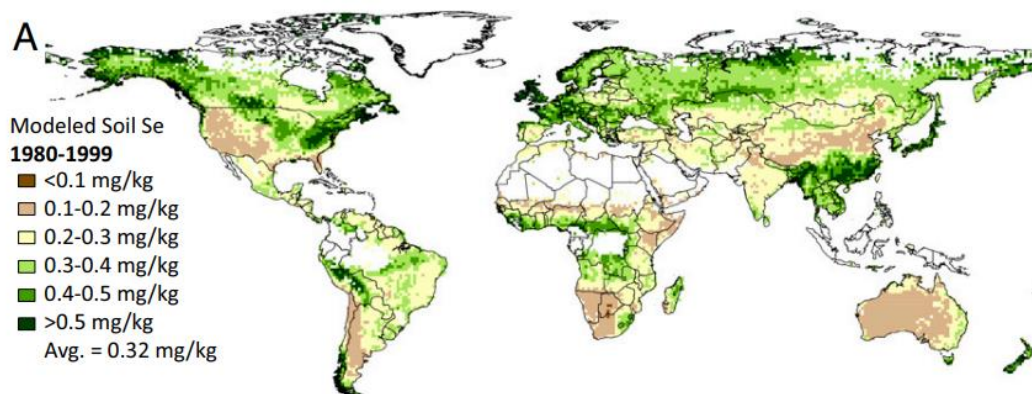 A
Modeled Soil Se
1980-1999
<0.1 mg/kg
0.1-0.2 mg/kg
0.2-0.3 mg/kg
0.3-0.4 mg/kg
0.4-0.5 mg/kg
>0.5 mg/kg
Avg. = 0.32 mg/kg